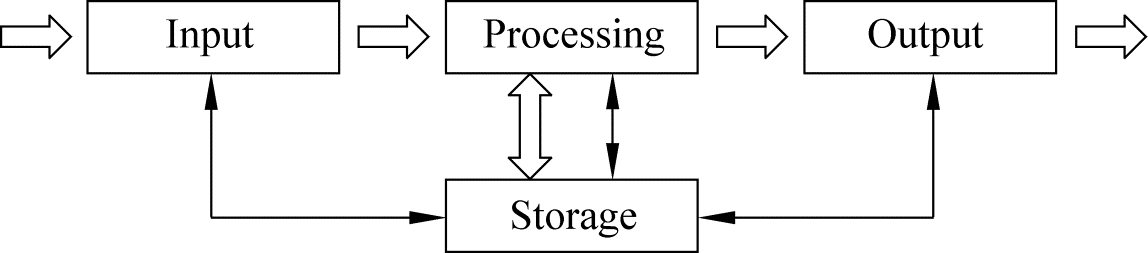 Input
Processing
Output
Storage